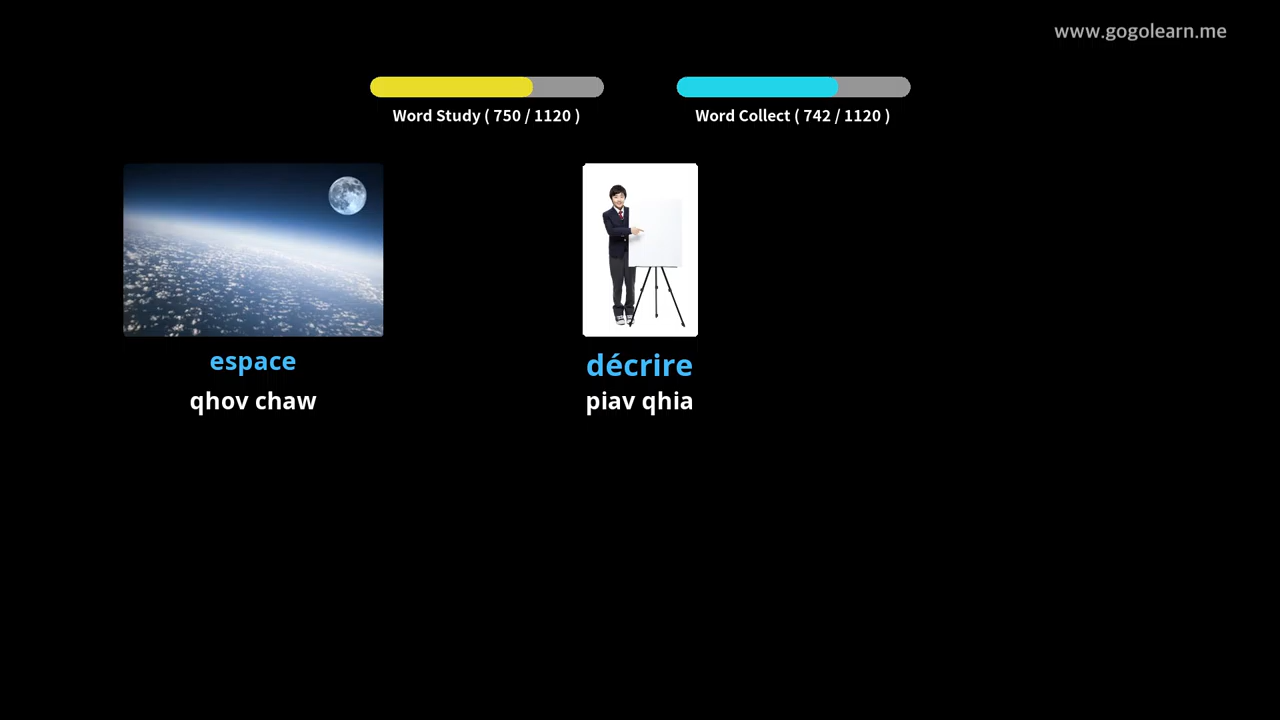 www.gogolearn.me
Word Study ( 750 / 1120 )
Word Collect ( 742 / 1120 )
espace
qhov chaw
décrire
piav qhia